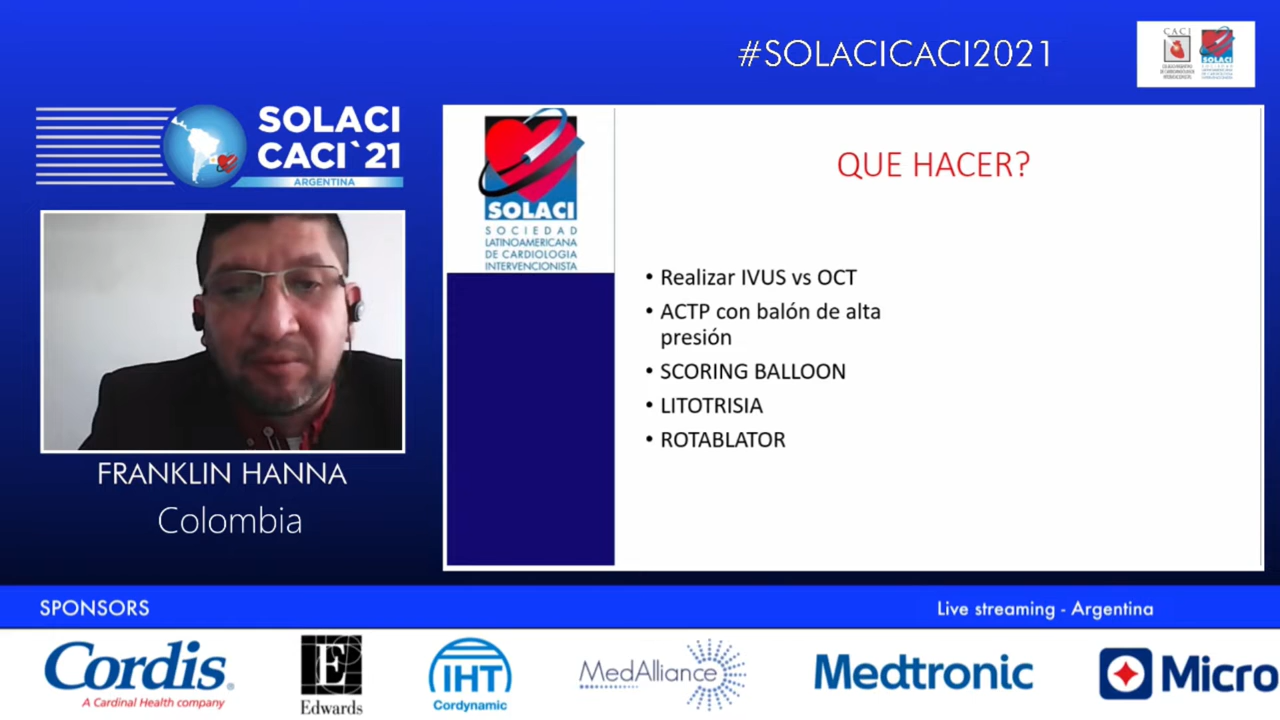 #SOLACICACI2021
CACI
SOLACI
SOLACI
CACI`21
ARGENTINA
SOLACI
SOCIEDAD
LATINOAMERICANA
DE CARDIOLOGIA
INTERVENCIONISTA
QUE HACER?
• Realizar IVUS vs OCT
• ACTP con balón de alta
presión
• SCORING BALLOON
• LITOTRISIA
• ROTABLATOR
FRANKLIN HANNA
Colombia
SPONSORS
Live streaming - Argentina
Cordis
A Cardinal Health company
E
Edwards
IHT
Cordynamic
MedAlliance
Medtronic
Micro